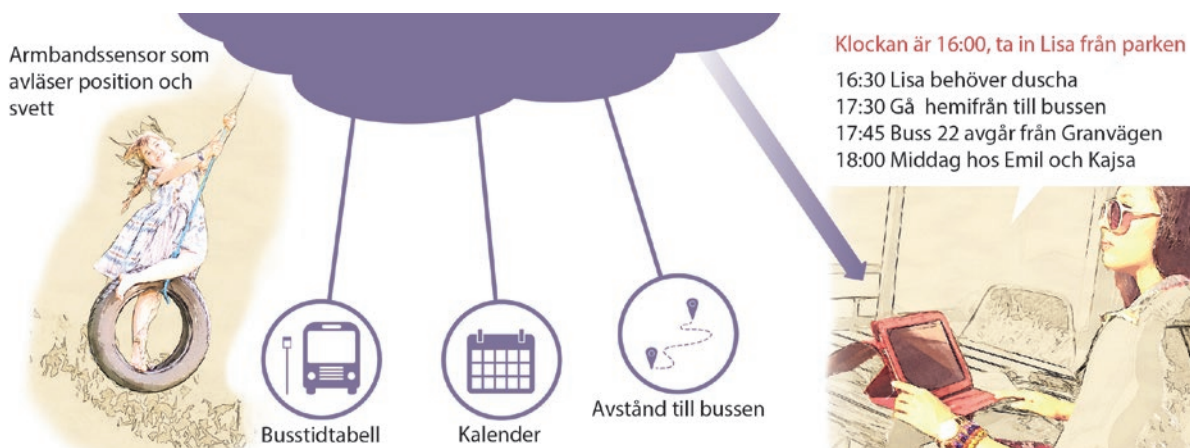 Armbandssensor som
avläser position och
svett
Klockan är 16:00, ta in Lisa från parken
16:30 Lisa behöver duscha
17:30 Gå hemifrån till bussen
17:45 Buss 22 avgår från Granvägen
18:00 Middag hos Emil och Kajsa
Busstidtabell
Kalender
Avstånd till bussen